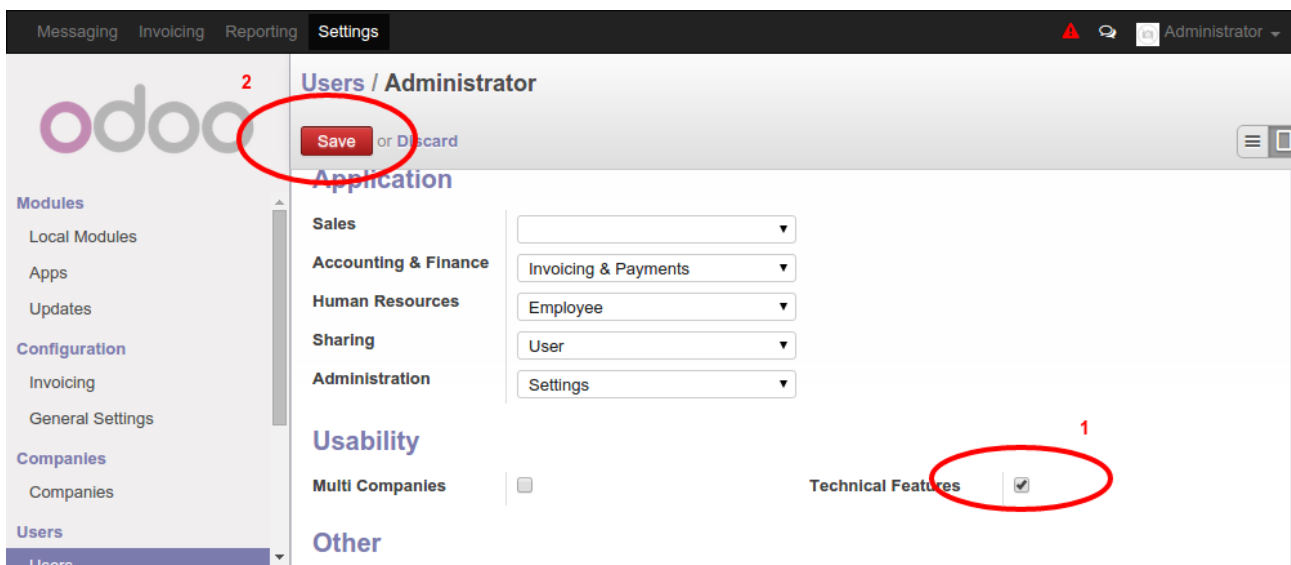 Messaging Invoicing Reporting Settings Administrator
odoo
2
Users / Administrator
Save or Discard
Modules
Local Modules
Apps
Updates
Configuration
Invoicing
General Settings
Companies
Companies
Users
Users
Application
Sales
Accounting & Finance Invoicing & Payments
Human Resources Employee
Sharing User
Administration Settings
Usability
1
Multi Companies Technical Features
Other